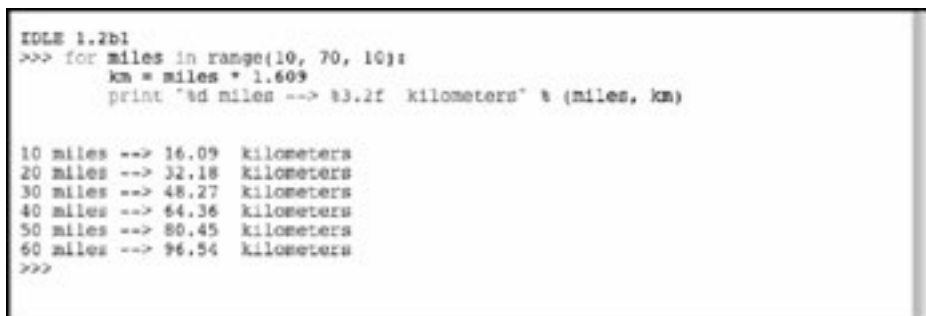 IDLE 1.2b1
>>> for miles in range(10, 70, 10):
        km = miles * 1.609
        print "%d miles --> %3.2f  kilometers" % (miles, km)
10 miles --> 16.09  kilometers
20 miles --> 32.18  kilometers
30 miles --> 48.27  kilometers
40 miles --> 64.36  kilometers
50 miles --> 80.45  kilometers
60 miles --> 96.54  kilometers
>>>